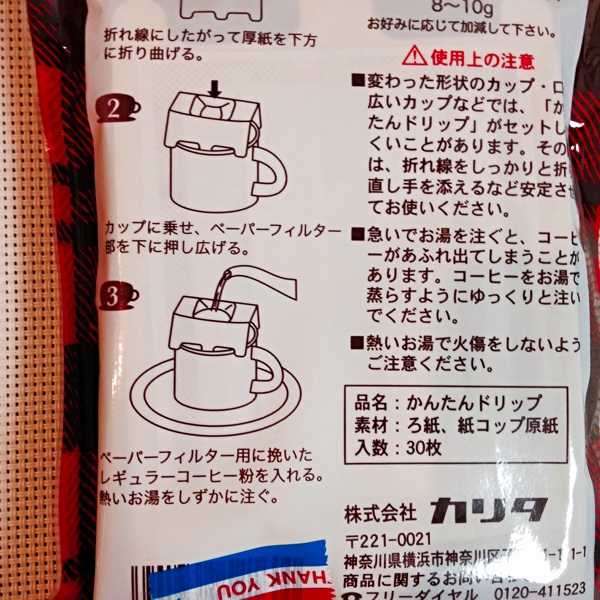 折れ線にしたがって厚紙を下方
に折り曲げる。
2
カップに乗せ、ペーパーフィルター
部を下に押し広げる。
3
ペーパーフィルター用に挽いた
レギュラーコーヒー粉を入れる。
熱いお湯をしずかに注ぐ。
8〜10g
お好みに応じて加減して下さい。
⚠使用上の注意
■変わった形状のカップ・口
広いカップなどでは、「か
たんドリップ」がセットし
くいことがあります。その
は、折れ線をしっかりと折
直し手を添えるなど安定させ
てお使いください。
■急いでお湯を注ぐと、コーヒ
ーがあふれ出てしまうことが
あります。コーヒーをお湯で
蒸らすようにゆっくりと注い
でください。
■熱いお湯で火傷をしないよう
ご注意ください。
品名：かんたんドリップ
素材：ろ紙、紙コップ原紙
入数：30枚
株式会社 カリタ
〒221-0021
神奈川県横浜市神奈川区
商品に関するお問い合わ
フリーダイヤル 0120-411523
THANK YOU